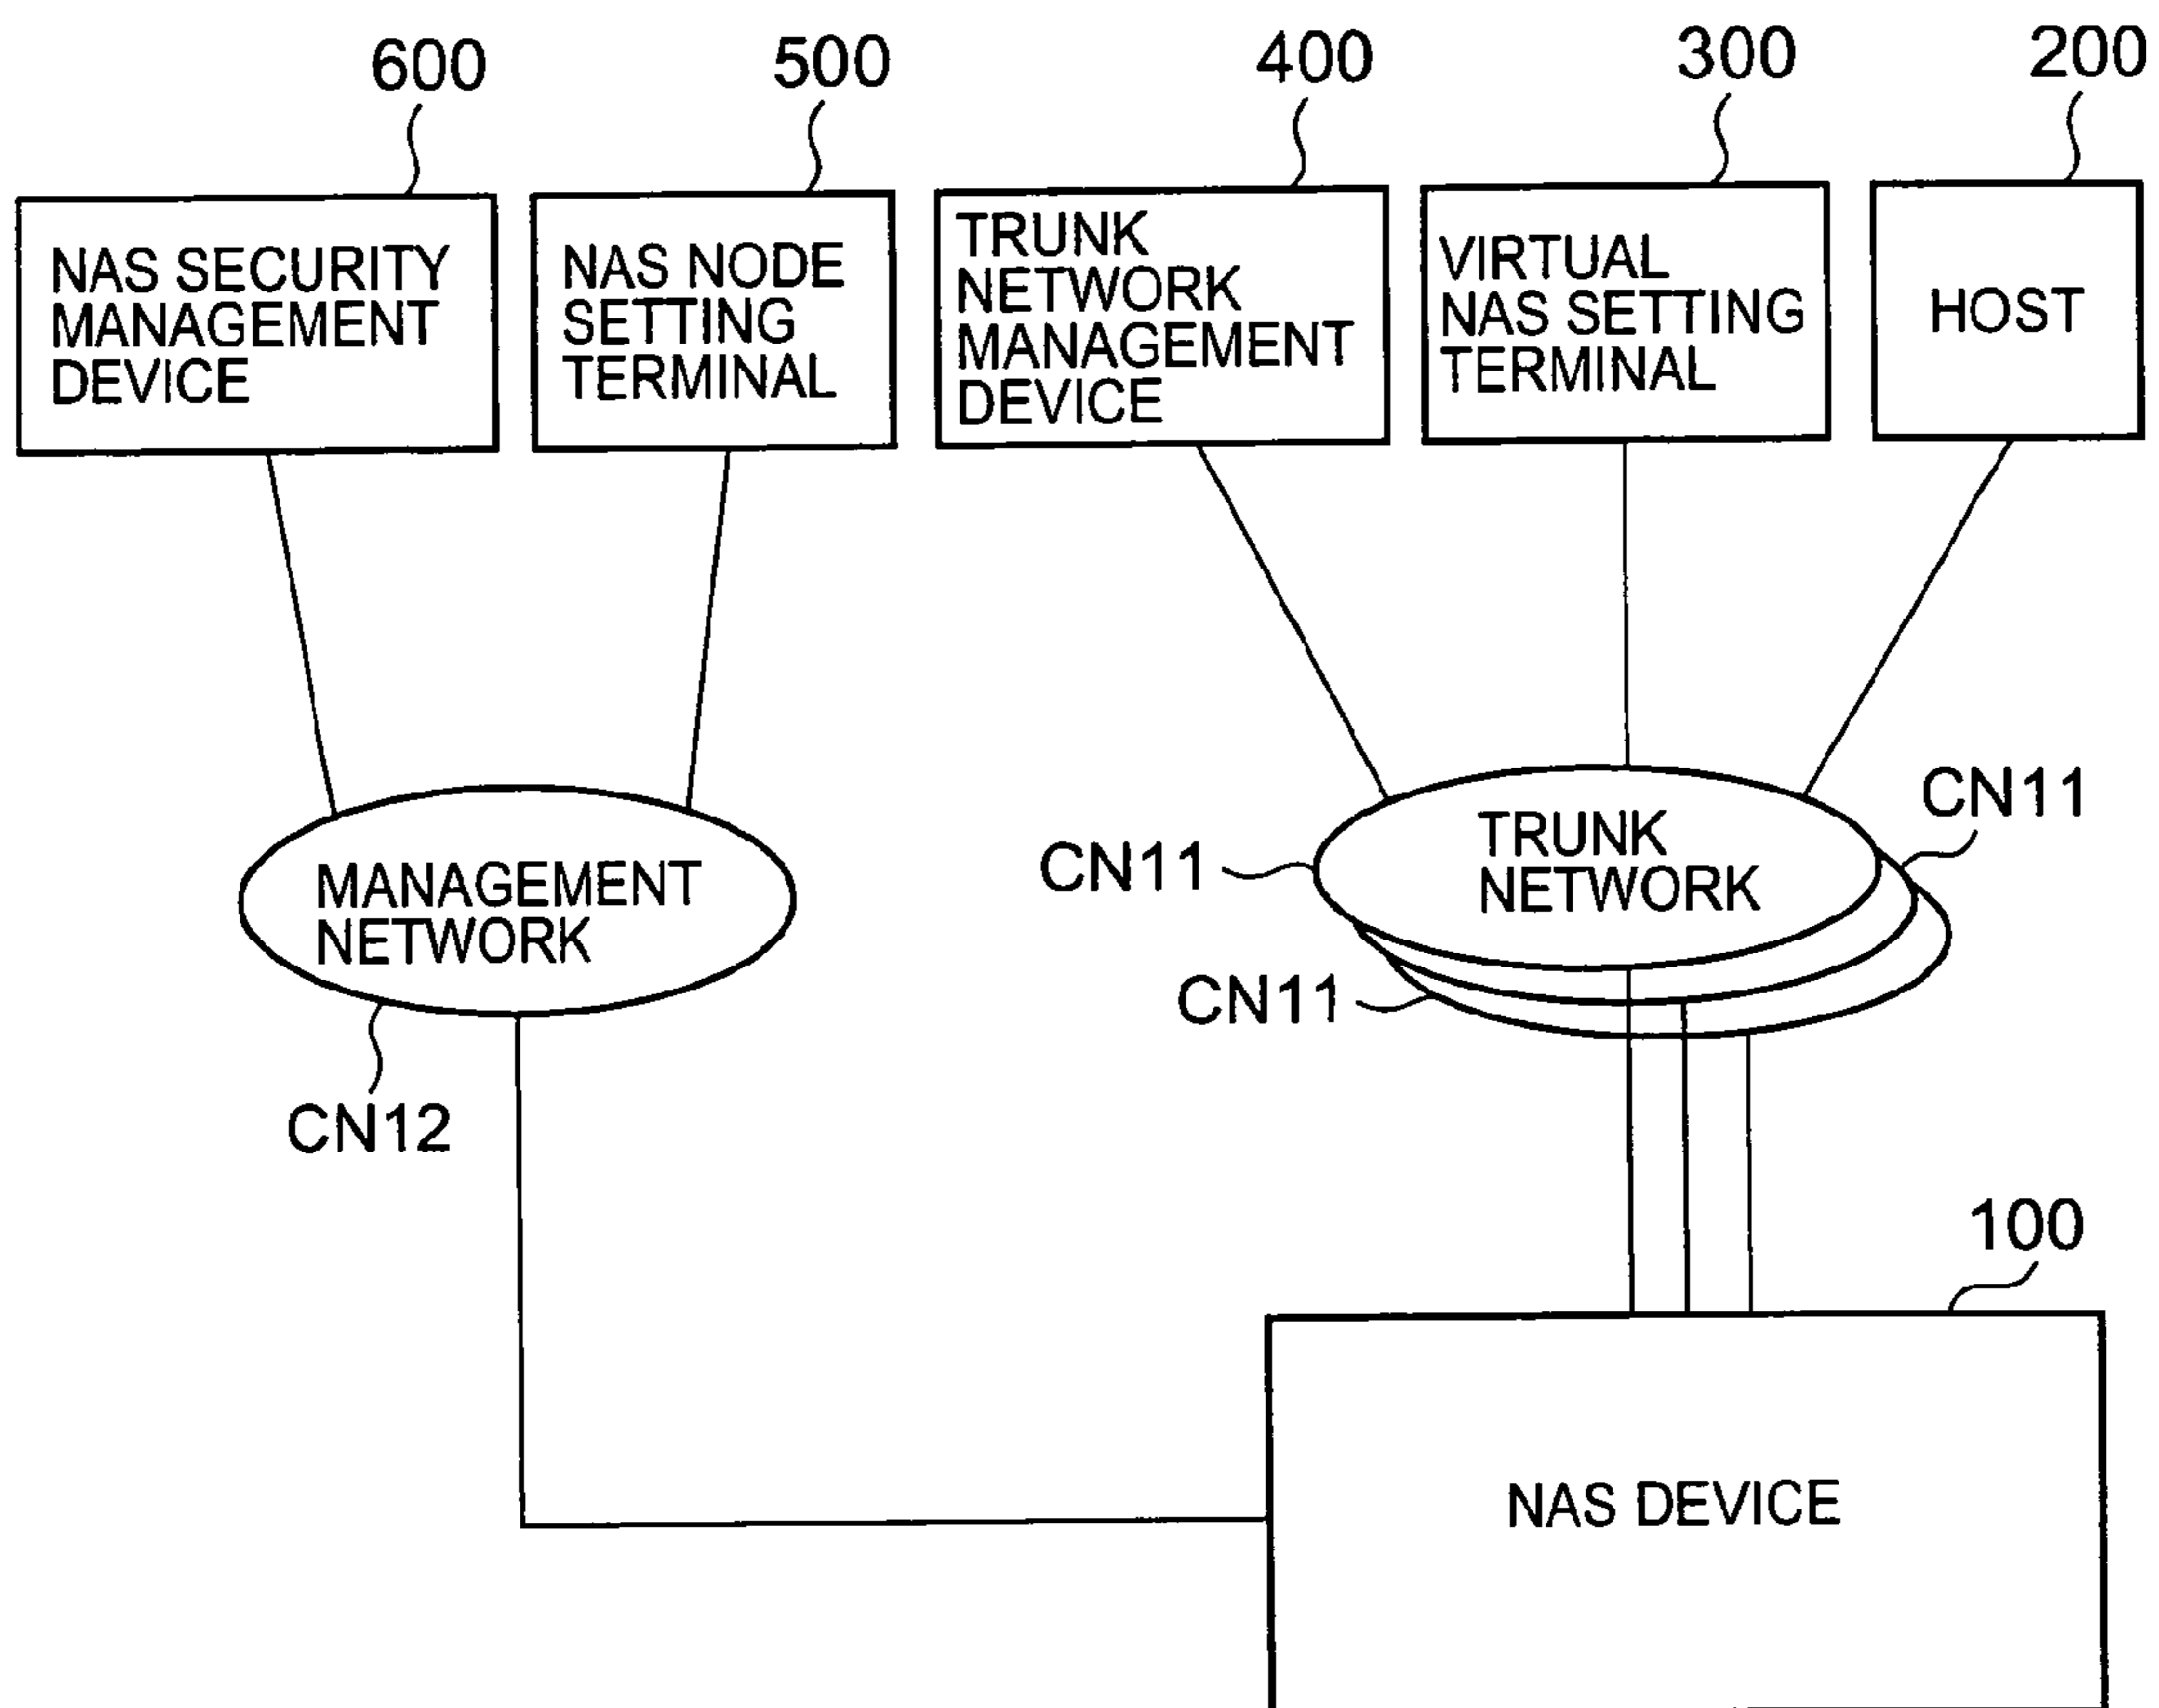 600
500
400
300
200
NAS SECURITY
MANAGEMENT
DEVICE
NAS NODE
SETTING
TERMINAL
TRUNK
NETWORK
MANAGEMENT
DEVICE
VIRTUAL
NAS SETTING
TERMINAL
HOST
MANAGEMENT
NETWORK
CN12
TRUNK
NETWORK
CN11
CN11
CN11
100
NAS DEVICE